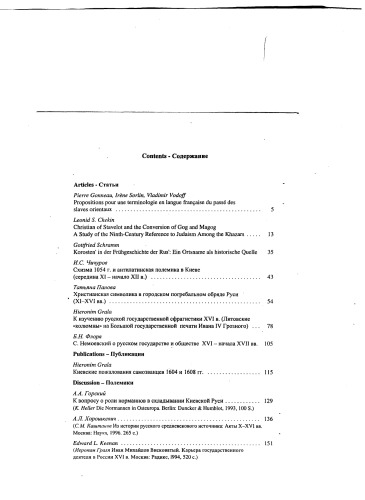 Contents - Содержание
Articles - Статьи
Pierre Gonneau, Irène Sorlin, Vladimir Vodoff
Propositions pour une terminologie en langue française du passé des
slaves orientaux . . . . . . . . . . . . . . . . . . . . 5
Leonid S. Chekin
Christian of Stavelot and the Conversion of Gog and Magog
A Study of the Ninth-Century Reference to Judaism Among the Khazars . . . . . 13
Gottfried Schramm
Korosten' in der Frühgeschichte der Rus': Ein Ortsname als historische Quelle 35
И.С. Чичуров
Схизма 1054 г. и антилатинская полемика в Киеве
(середина XI – начало XII в.) . . . . . . . . . . . . . . . . . . . . 43
Татьяна Панова
Христианская символика в городском погребальном обряде Руси
(XI–XVI вв.) . . . . . . . . . . . . . . . . . . . . 54
Hieronim Grala
К изучению русской государственной сфрагистики XVI в. (Литовские
«колюмны» на Большой государственной печати Ивана IV Грозного) . . . 78
Б.Н. Флоря
С. Немоевский о русском государстве и обществе XVI – начала XVII вв. 105
Publications – Публикации
Hieronim Grala
Киевские пожалования самозванцев 1604 и 1608 гг. . . . . . . . . . . . . . . . 115
Discussion – Полемики
А.А. Горский
К вопросу о роли норманнов в складывании Киевской Руси . . . . . . . . . . 129
(K. Heller Die Normannen in Osteuropa. Berlin: Duncker & Humblot, 1993, 100 S.)
А.Л. Хорошкевич . . . . . . . . . . . . . . . . . . . . 136
(С.М. Каштанов Из истории русского средневекового источника: Акты X–XVI вв.
Москва: Наука, 1996. 265 с.)
Edward L. Keenan . . . . . . . . . . . . . . . . . . . . 151
(Иероним Граля Иван Михайлов Висковатый. Карьера государственного
деятеля в России XVI в. Москва: Радикс, 1994, 520 с.)